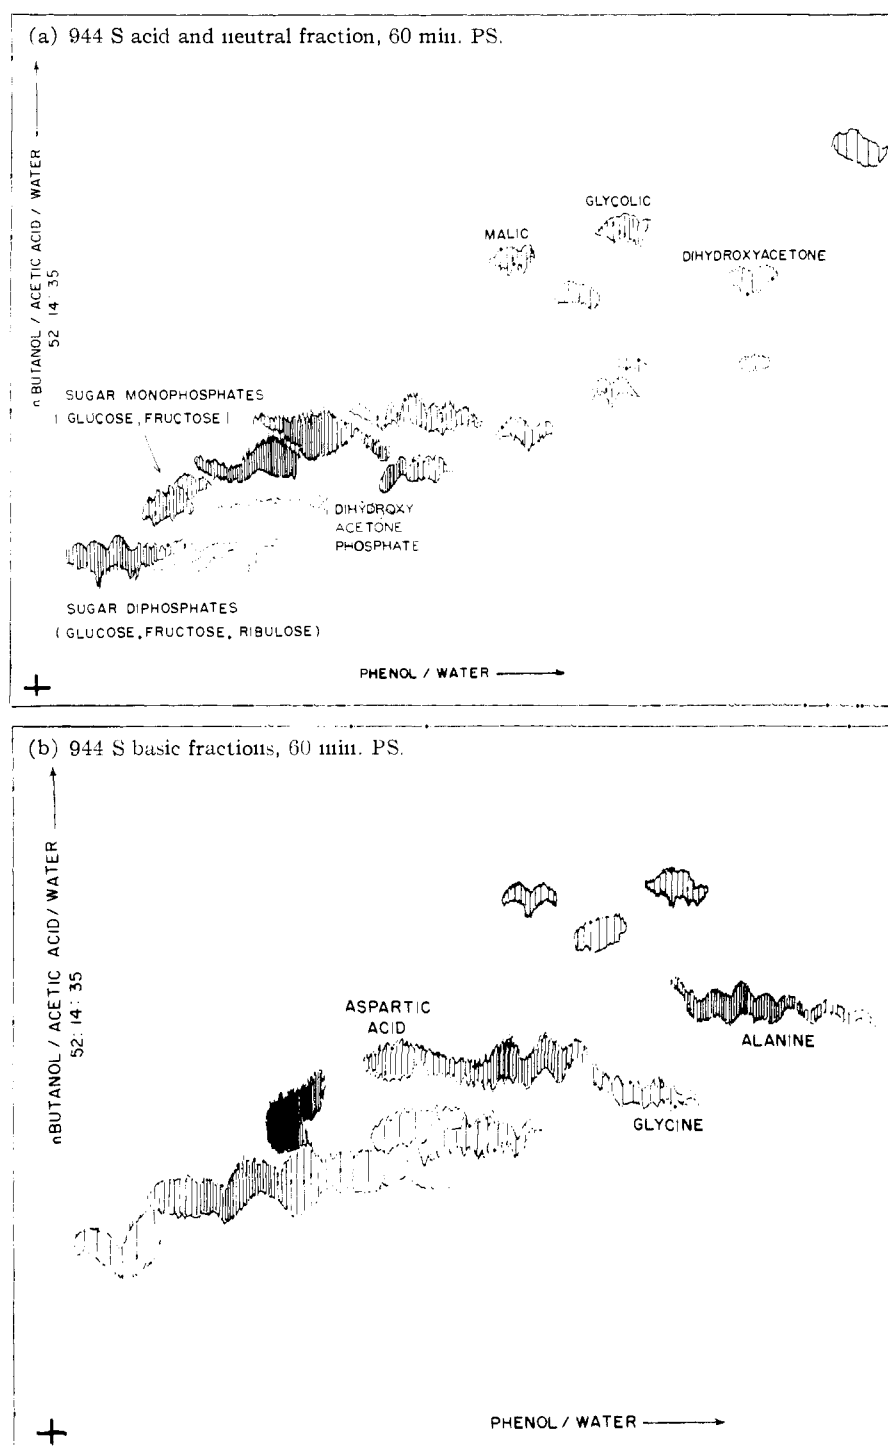 (a) 944 S acid and neutral fraction, 60 min. PS.
nBUTANOL / ACETIC ACID / WATER
52 : 14 : 35
GLYCOLIC
MALIC
DIHYDROXYACETONE
SUGAR MONOPHOSPHATES
( GLUCOSE, FRUCTOSE )
DIHYDROXY
ACETONE
PHOSPHATE
SUGAR DIPHOSPHATES
( GLUCOSE, FRUCTOSE, RIBULOSE )
PHENOL / WATER
(b) 944 S basic fractions, 60 min. PS.
nBUTANOL / ACETIC ACID / WATER
52 : 14 : 35
ASPARTIC
ACID
ALANINE
GLYCINE
PHENOL / WATER